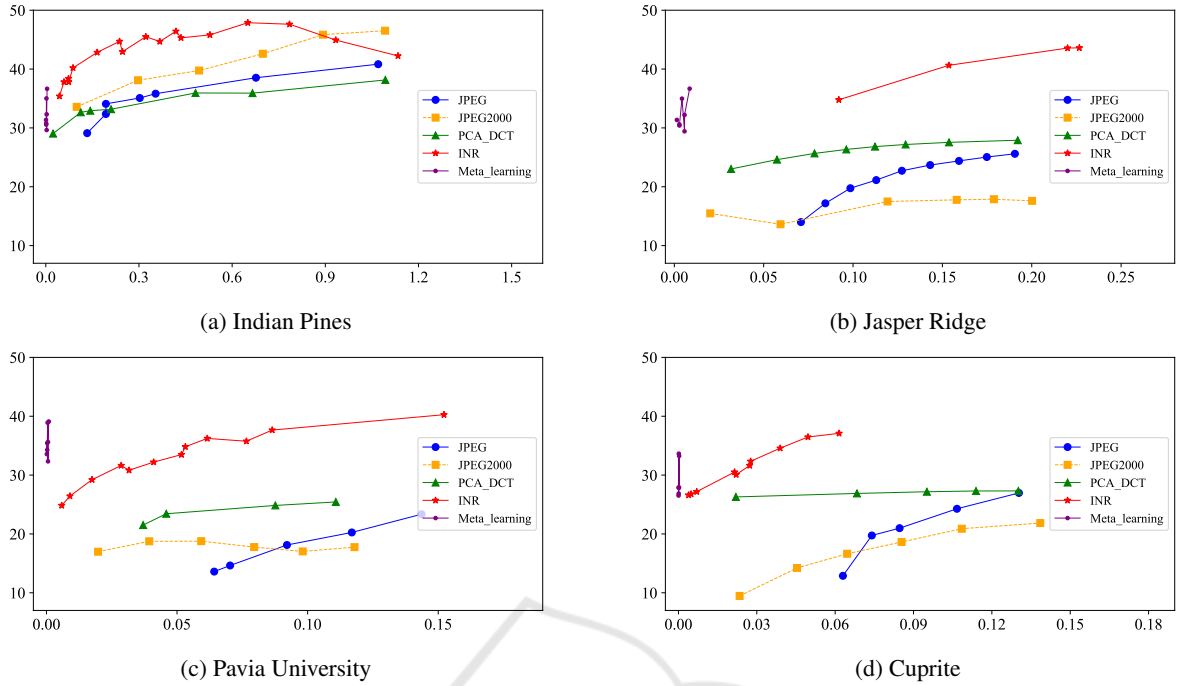 50
40
30
20
10
0.0
0.3
0.6
0.9
1.2
1.5
JPEG
JPEG2000
PCA_DCT
INR
Meta_learning
(a) Indian Pines
50
40
30
20
10
0.00
0.05
0.10
0.15
0.20
0.25
JPEG
JPEG2000
PCA_DCT
INR
Meta_learning
(b) Jasper Ridge
50
40
30
20
10
0.00
0.05
0.10
0.15
JPEG
JPEG2000
PCA_DCT
INR
Meta_learning
(c) Pavia University
50
40
30
20
10
0.00
0.03
0.06
0.09
0.12
0.15
0.18
JPEG
JPEG2000
PCA_DCT
INR
Meta_learning
(d) Cuprite